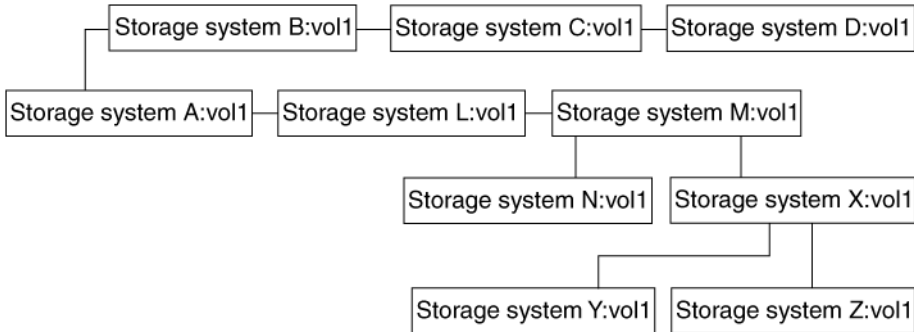 Storage system B:vol1
Storage system C:vol1
Storage system D:vol1
Storage system A:vol1
Storage system L:vol1
Storage system M:vol1
Storage system N:vol1
Storage system X:vol1
Storage system Y:vol1
Storage system Z:vol1